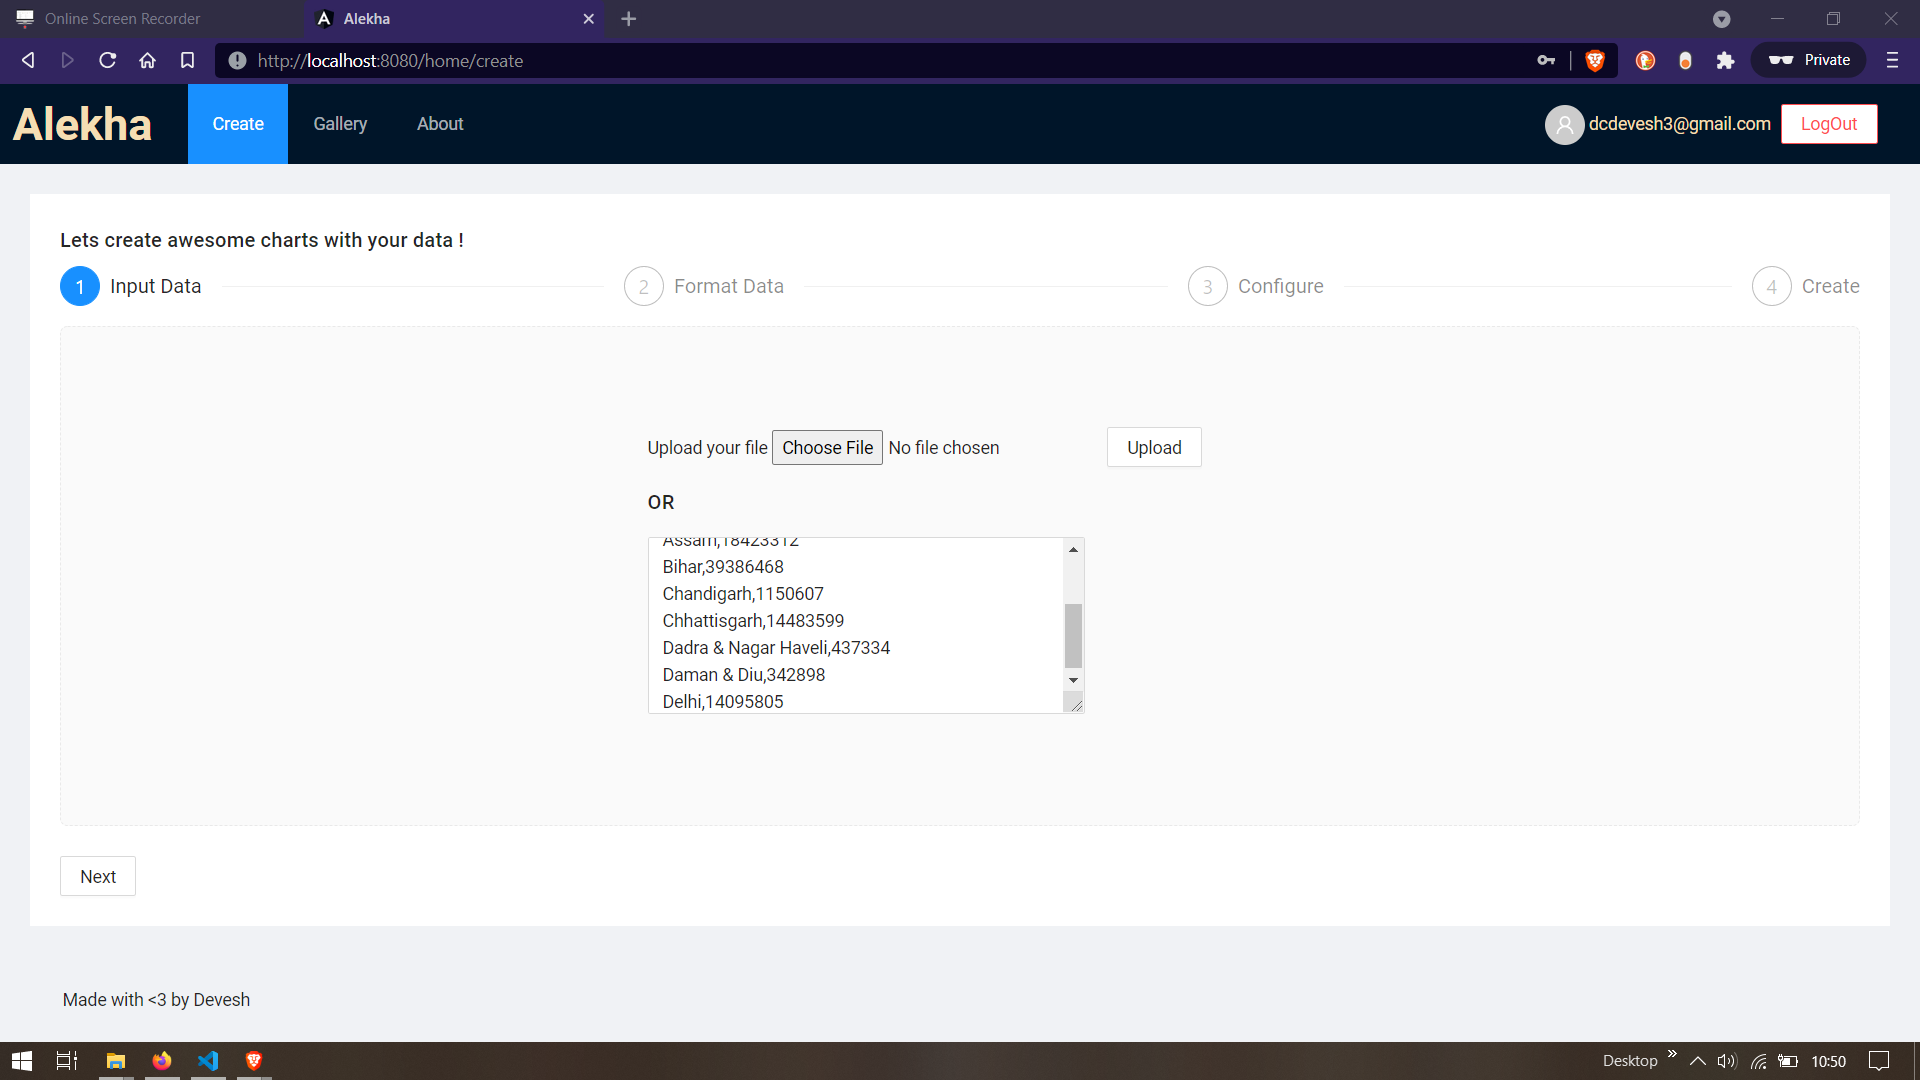 Online Screen Recorder
Alekha
http://localhost:8080/home/create
Private
Alekha
Create
Gallery
About
dcdevesh3@gmail.com
LogOut
Lets create awesome charts with your data !
1 Input Data
2 Format Data
3 Configure
4 Create
Upload your file Choose File No file chosen Upload
OR
Assam,18423312
Bihar,39386468
Chandigarh,1150607
Chhattisgarh,14483599
Dadra & Nagar Haveli,437334
Daman & Diu,342898
Delhi,14095805
Next
Made with <3 by Devesh
Desktop
10:50